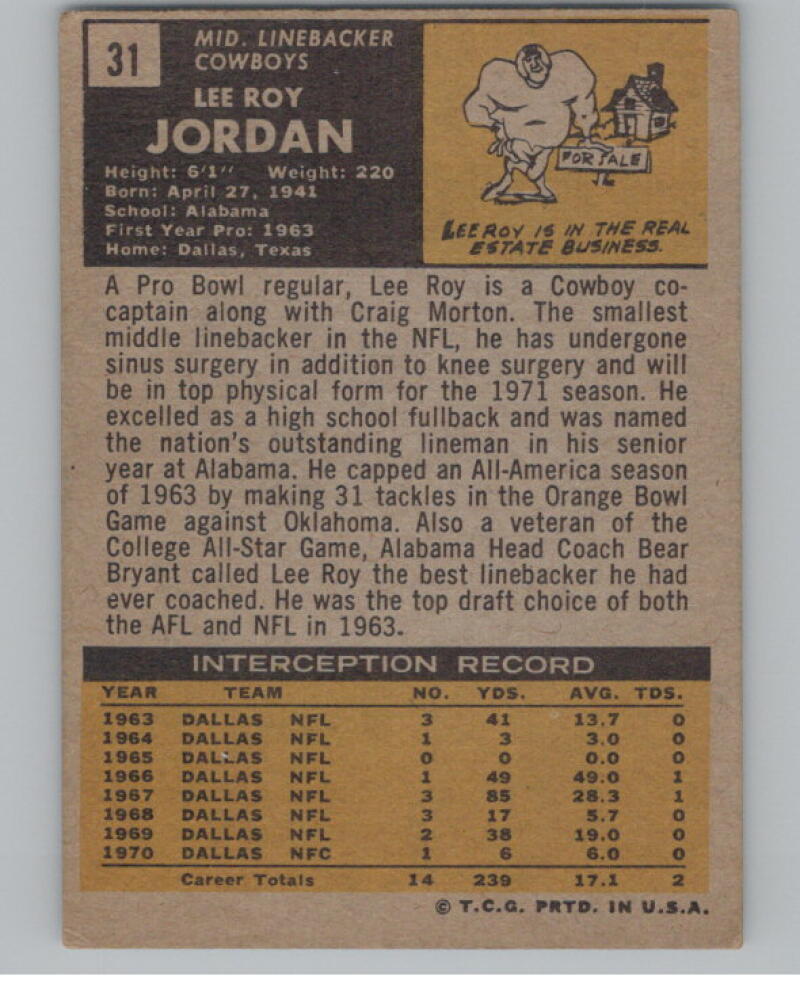 31
MID. LINEBACKER
COWBOYS
LEE ROY
JORDAN
Height: 6'1" Weight: 220
Born: April 27, 1941
School: Alabama
First Year Pro: 1963
Home: Dallas, Texas
FOR SALE
LEE ROY IS IN THE REAL
ESTATE BUSINESS.
A Pro Bowl regular, Lee Roy is a Cowboy co-
captain along with Craig Morton. The smallest
middle linebacker in the NFL, he has undergone
sinus surgery in addition to knee surgery and will
be in top physical form for the 1971 season. He
excelled as a high school fullback and was named
the nation's outstanding lineman in his senior
year at Alabama. He capped an All-America season
of 1963 by making 31 tackles in the Orange Bowl
Game against Oklahoma. Also a veteran of the
College All-Star Game, Alabama Head Coach Bear
Bryant called Lee Roy the best linebacker he had
ever coached. He was the top draft choice of both
the AFL and NFL in 1963.
INTERCEPTION RECORD
YEAR TEAM NO. YDS. AVG. TDS.
1963 DALLAS NFL 3 41 13.7 0
1964 DALLAS NFL 1 3 3.0 0
1965 DALLAS NFL 0 0 0.0 0
1966 DALLAS NFL 1 49 49.0 1
1967 DALLAS NFL 3 85 28.3 1
1968 DALLAS NFL 3 17 5.7 0
1969 DALLAS NFL 2 38 19.0 0
1970 DALLAS NFC 1 6 6.0 0
Career Totals 14 239 17.1 2
© T.C.G. PRTD. IN U.S.A.